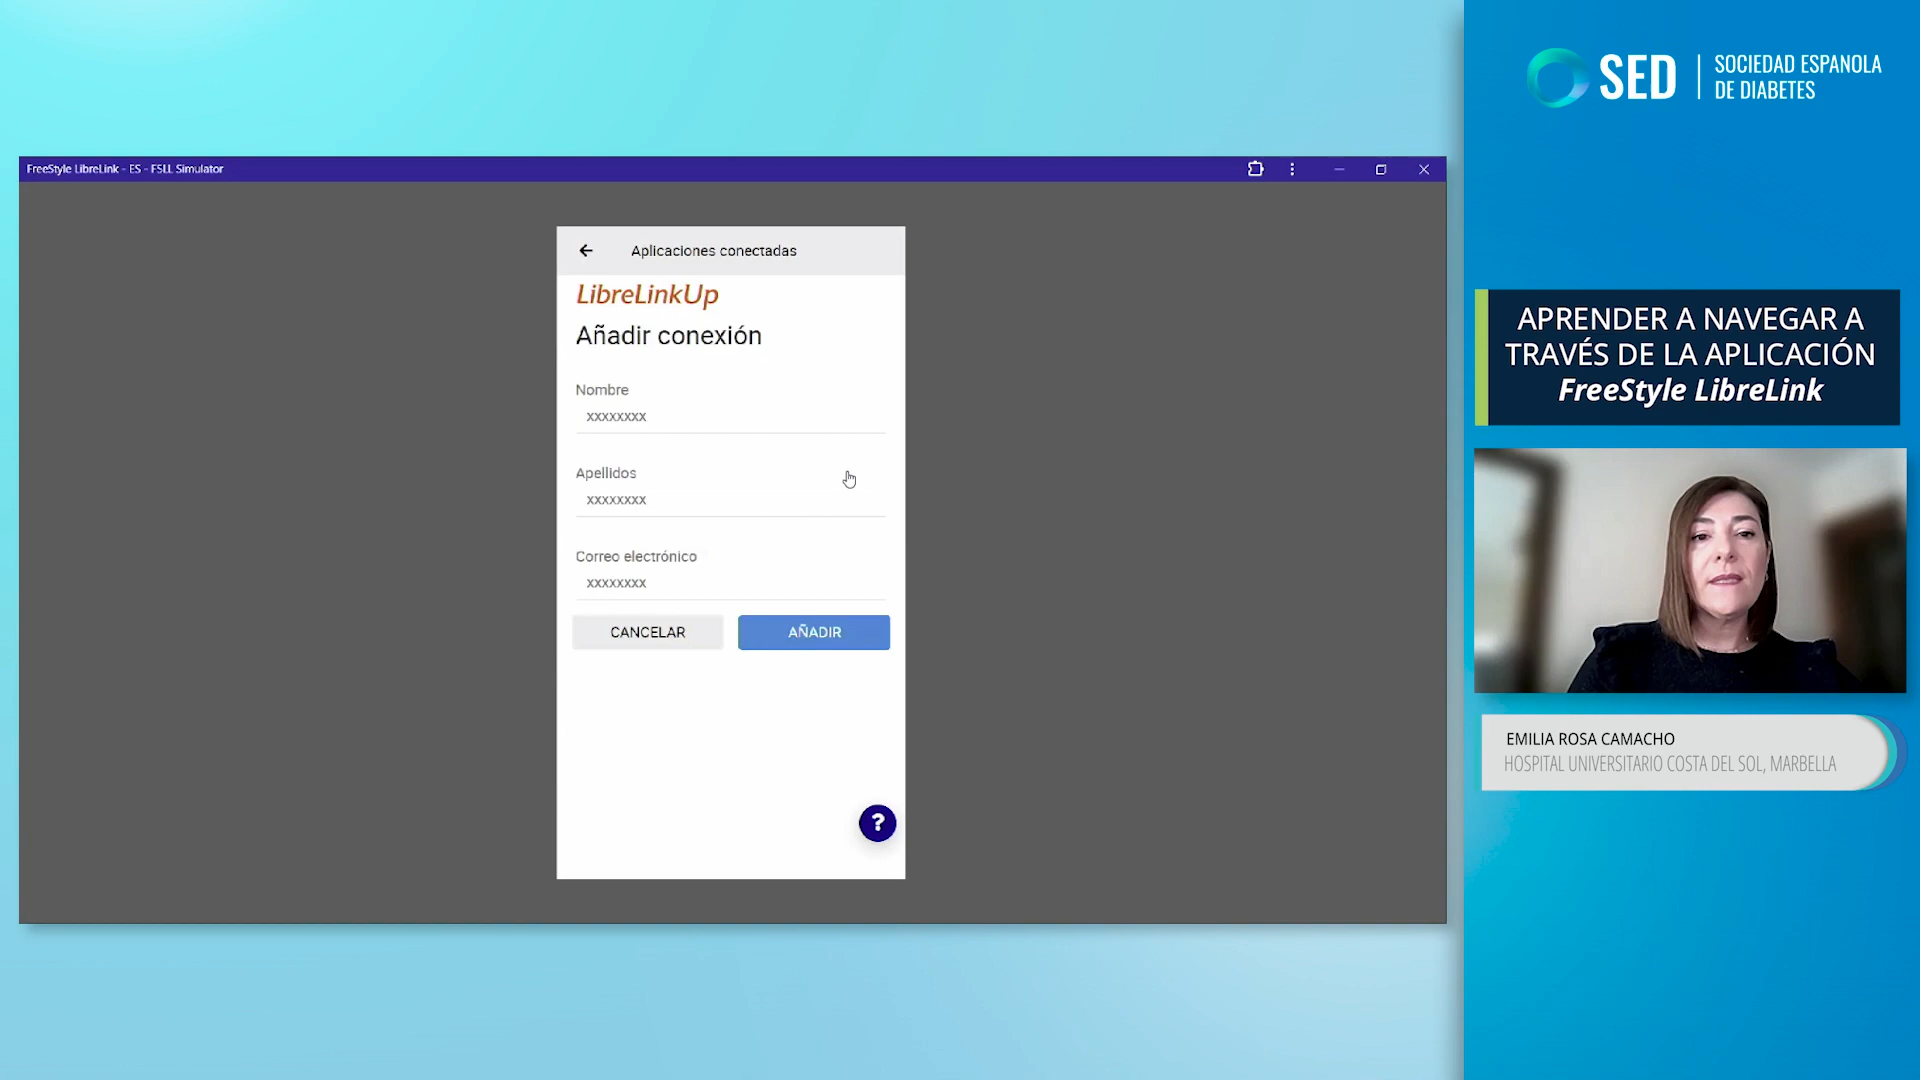 FreeStyle LibreLink - ES - FSLL Simulator
Aplicaciones conectadas
LibreLinkUp
Añadir conexión
Nombre
xxxxxxxx
Apellidos
xxxxxxxx
Correo electrónico
xxxxxxxx
CANCELAR
AÑADIR
?
SED
SOCIEDAD ESPAÑOLA
DE DIABETES
APRENDER A NAVEGAR A
TRAVÉS DE LA APLICACIÓN
FreeStyle LibreLink
EMILIA ROSA CAMACHO
HOSPITAL UNIVERSITARIO COSTA DEL SOL, MARBELLA